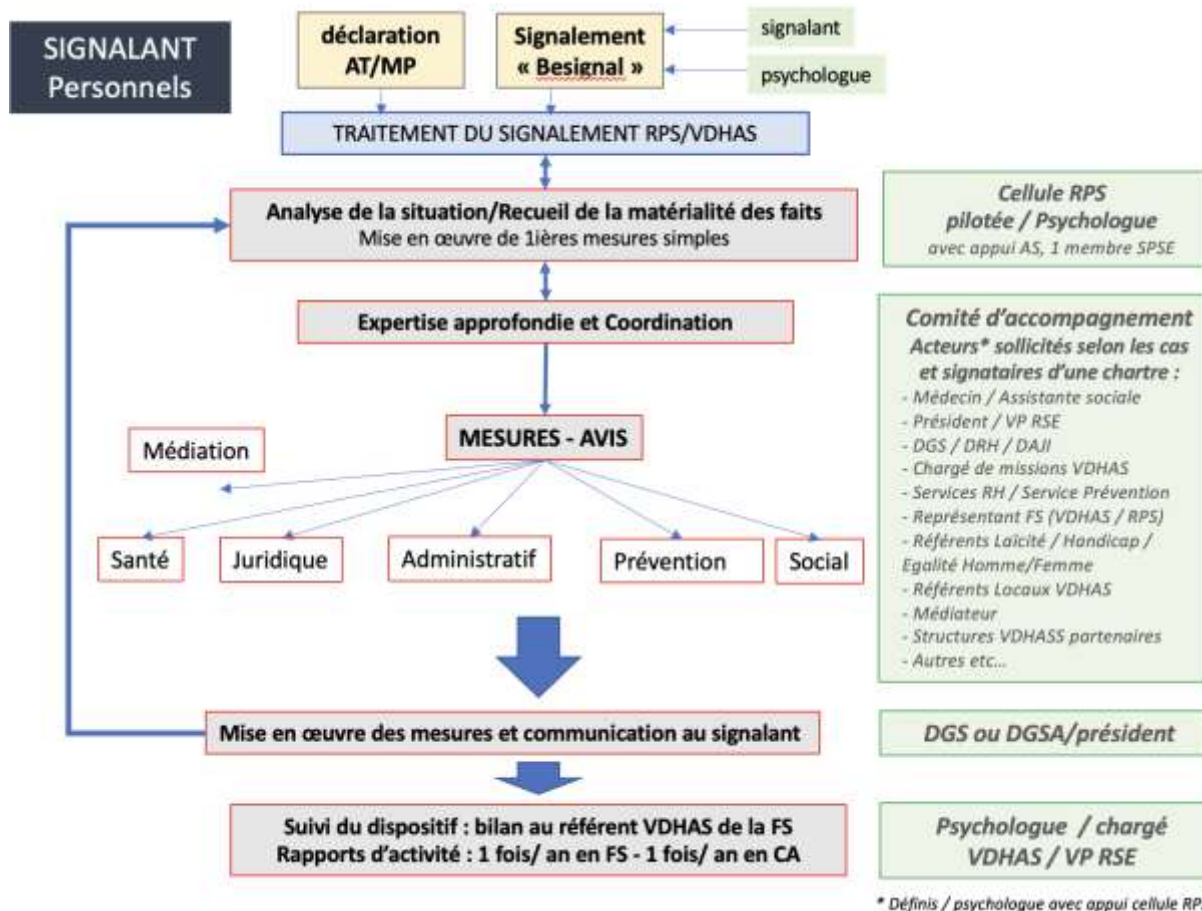 SIGNALANT
Personnels
déclaration
AT/MP
Signalement
« Besignal »
signalant
psychologue
TRAITEMENT DU SIGNALEMENT RPS/VDHAS
Analyse de la situation/Recueil de la matérialité des faits
Mise en œuvre de 1ières mesures simples
Cellule RPS
pilotée / Psychologue
avec appui AS, 1 membre SPSE
Expertise approfondie et Coordination
Comité d'accompagnement
Acteurs* sollicités selon les cas
et signataires d'une chartre :
- Médecin / Assistante sociale
- Président / VP RSE
- DGS / DRH / DAJI
- Chargé de missions VDHAS
- Services RH / Service Prévention
- Représentant FS (VDHAS / RPS)
- Référents Laïcité / Handicap /
Egalité Homme/Femme
- Référents Locaux VDHAS
- Médiateur
- Structures VDHASS partenaires
- Autres etc...
MESURES - AVIS
Médiation
Santé
Juridique
Administratif
Prévention
Social
Mise en œuvre des mesures et communication au signalant
DGS ou DGSA/président
Suivi du dispositif : bilan au référent VDHAS de la FS
Rapports d'activité : 1 fois/ an en FS - 1 fois/ an en CA
Psychologue / chargé
VDHAS / VP RSE
* Définis / psychologue avec appui cellule RP